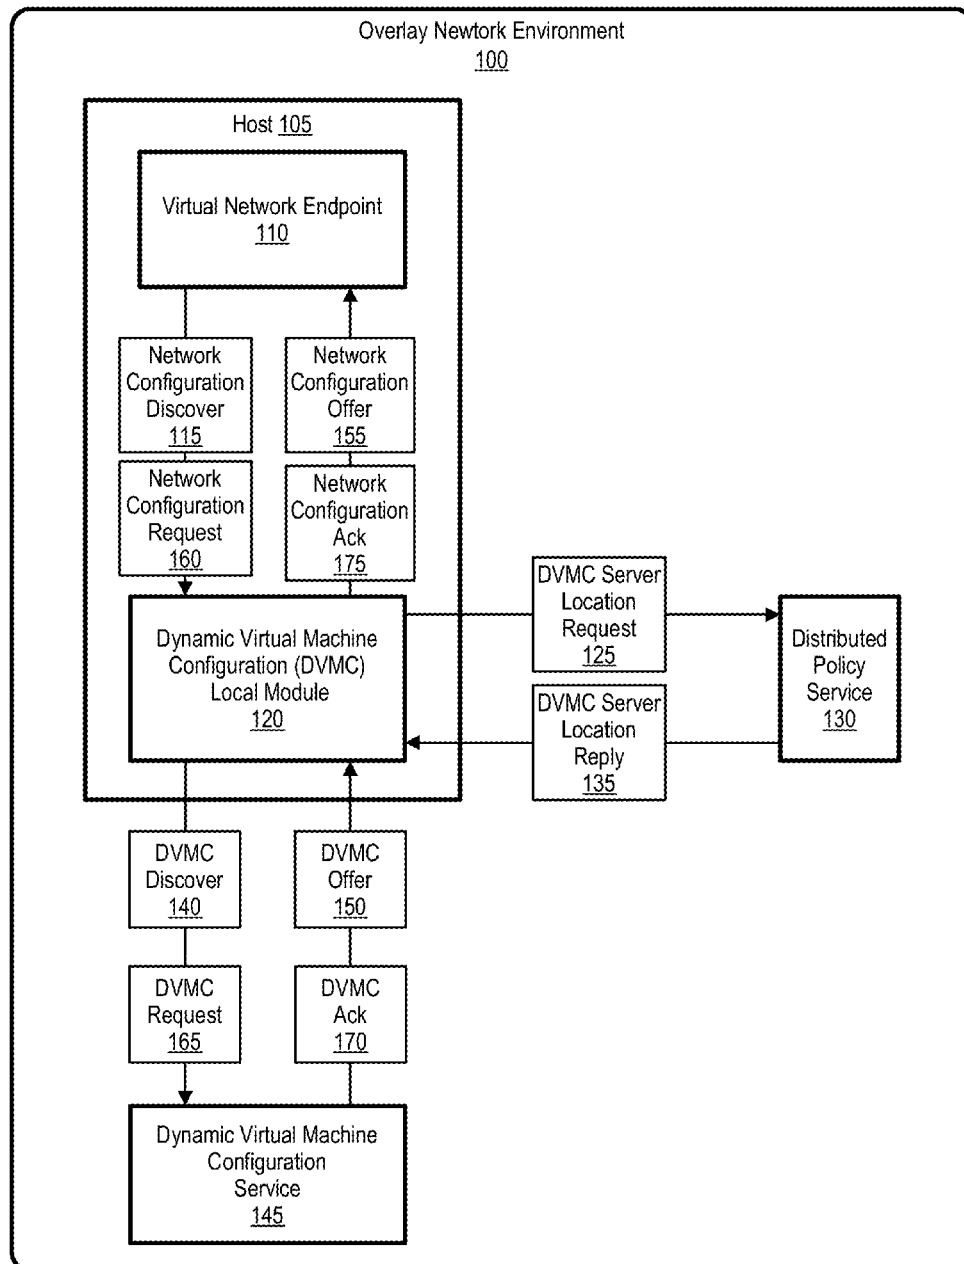 Overlay Newtork Environment
100
Host 105
Virtual Network Endpoint
110
Network
Configuration
Discover
115
Network
Configuration
Offer
155
Network
Configuration
Request
160
Network
Configuration
Ack
175
Dynamic Virtual Machine
Configuration (DVMC)
Local Module
120
DVMC Server
Location
Request
125
Distributed
Policy
Service
130
DVMC Server
Location
Reply
135
DVMC
Discover
140
DVMC
Offer
150
DVMC
Request
165
DVMC
Ack
170
Dynamic Virtual Machine
Configuration
Service
145